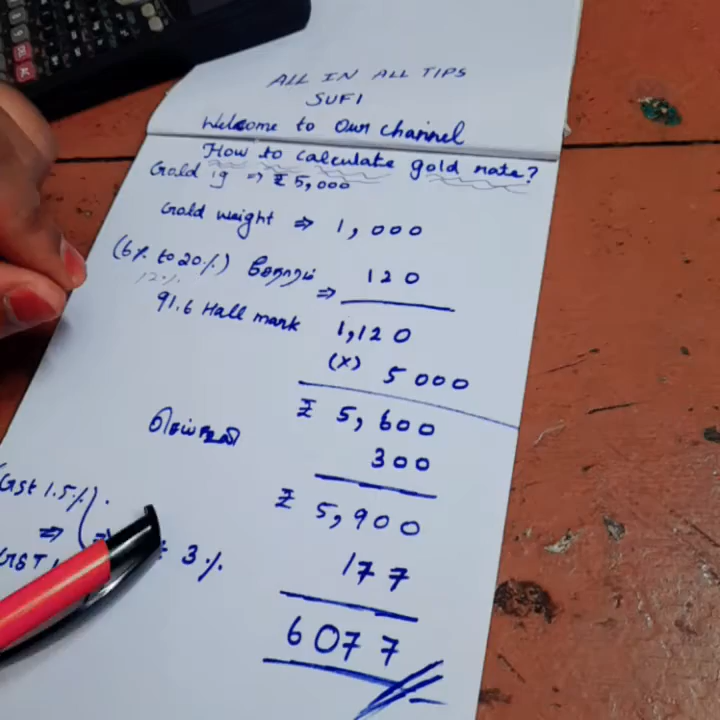 ALL IN ALL TIPS
SUFI
Welcome to Our channel
How to calculate gold rate?
Gold 1g ⇒ ₹ 5,000
Gold weight ⇒ 1,000
(6% to 20%) சேதாரம் ⇒ 120
12%
91.6 Hall mark 1,120
(x) 5000
₹ 5,600
செய்கூலி 300
₹ 5,900
GST 1.5%)
⇒ ⇒ 3% 177
GST
6077